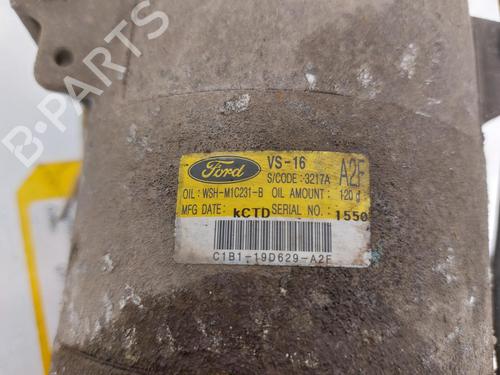 B-PARTS
Ford
VS-16
S/CODE : 3217A
A2F
OIL : WSH-M1C231-B
OIL AMOUNT : 120 g
MFG DATE : kCTD
SERIAL NO. : 1550
C1B1-19D629-A2F